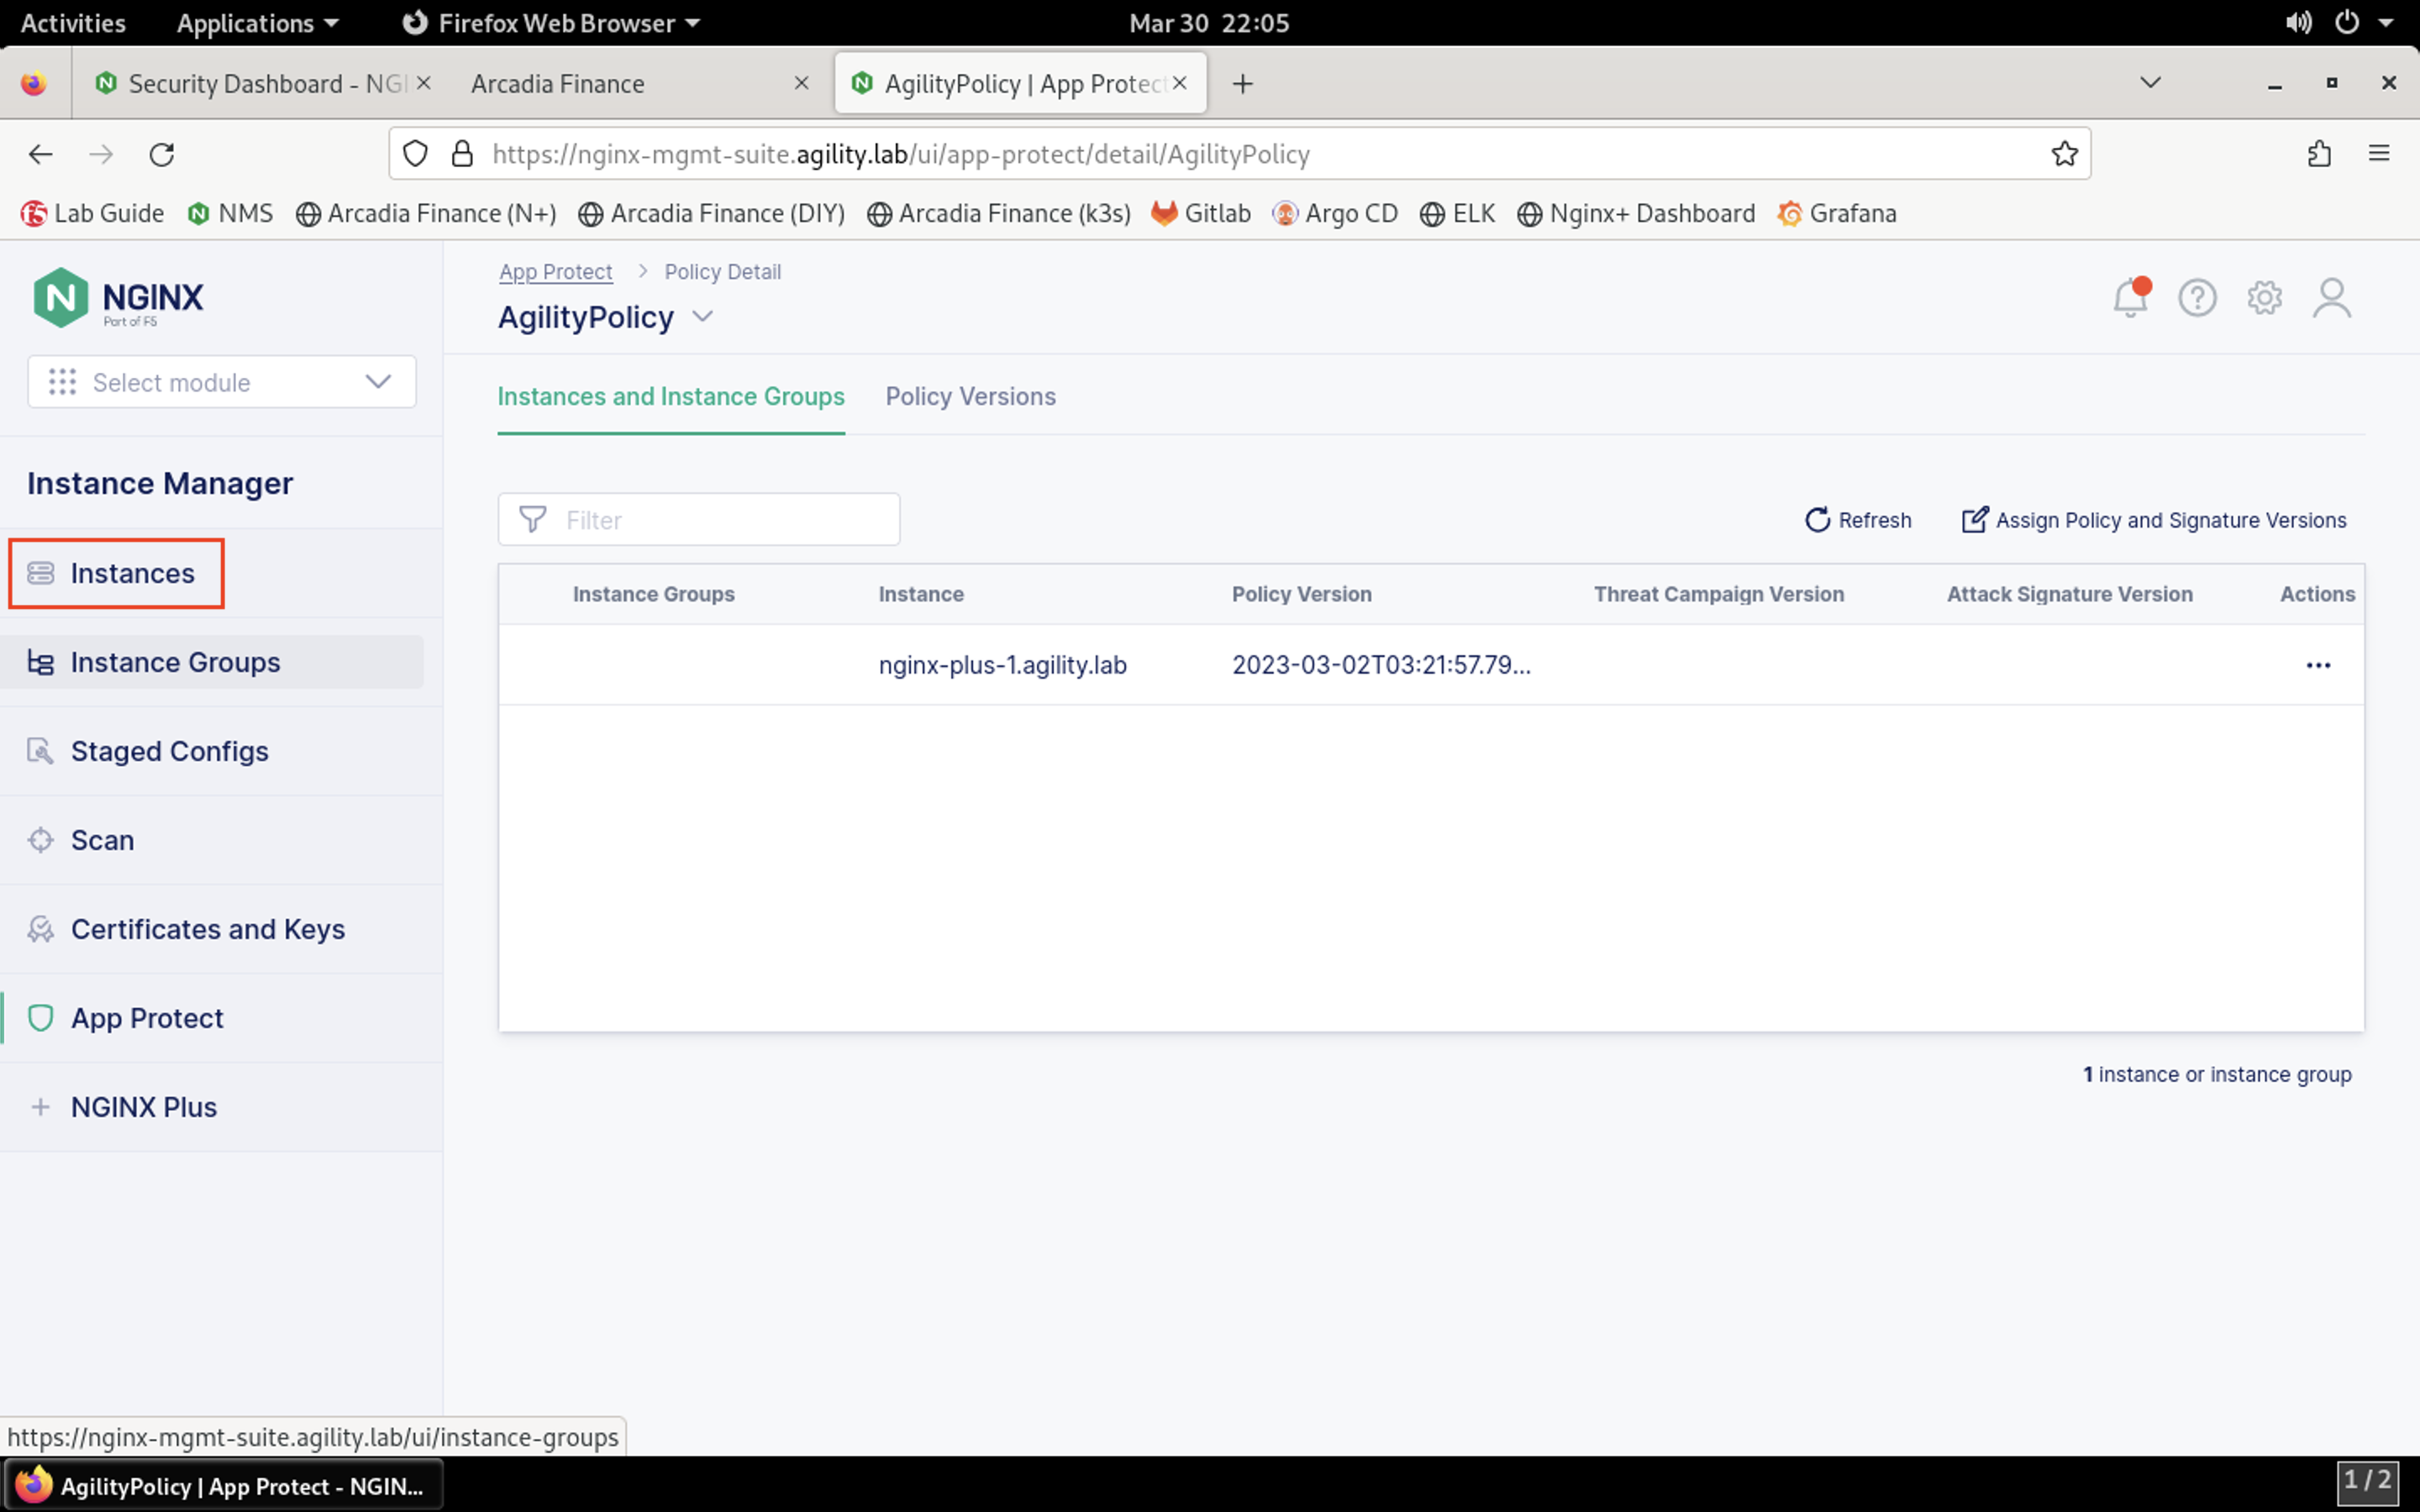 Activities Applications Firefox Web Browser Mar 30 22:05
Security Dashboard - NGI Arcadia Finance AgilityPolicy | App Protect
https://nginx-mgmt-suite.agility.lab/ui/app-protect/detail/AgilityPolicy
Lab Guide NMS Arcadia Finance (N+) Arcadia Finance (DIY) Arcadia Finance (k3s) Gitlab Argo CD ELK Nginx+ Dashboard Grafana
NGINX
Part of F5
App Protect > Policy Detail
AgilityPolicy
Select module
Instances and Instance Groups Policy Versions
Instance Manager
Filter Refresh Assign Policy and Signature Versions
Instances
Instance Groups Instance Policy Version Threat Campaign Version Attack Signature Version Actions
Instance Groups
nginx-plus-1.agility.lab 2023-03-02T03:21:57.79... ...
Staged Configs
Scan
Certificates and Keys
App Protect
NGINX Plus
1 instance or instance group
https://nginx-mgmt-suite.agility.lab/ui/instance-groups
AgilityPolicy | App Protect - NGIN... 1 / 2